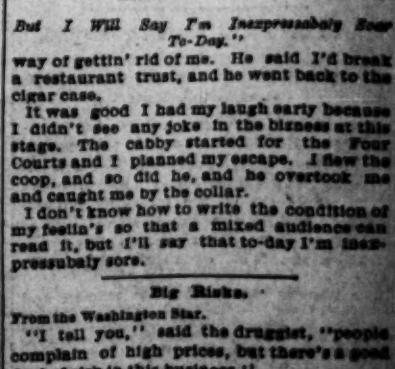 But I Will Say I'm Inexpressabaly Soar
To-Day."
way of gettin' rid of me. He said I'd break
a restaurant trust, and he went back to the
cigar case.
It was good I had my laugh early because
I didn't see any joke in the bizness at this
stage. The cabby started for the Four
Courts and I planned my escape. I flew the
coop, and so did he, and he overtook me
and caught me by the collar.
I don't know how to write the condition of
my feelin's so that a mixed audience can
read it, but I'll say that to-day I'm inex-
pressubaly sore.
Big Risks.
From the Washington Star.
"I tell you," said the druggist, "people
complain of high prices, but there's a good